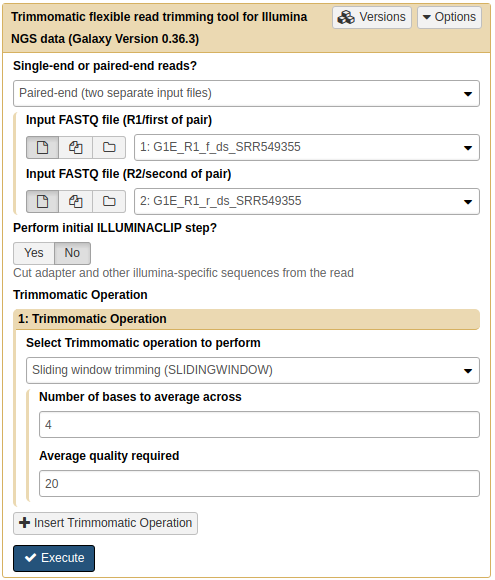 Trimmomatic flexible read trimming tool for Illumina
NGS data (Galaxy Version 0.36.3)
Versions
Options
Single-end or paired-end reads?
Paired-end (two separate input files)
Input FASTQ file (R1/first of pair)
1: G1E_R1_f_ds_SRR549355
Input FASTQ file (R2/second of pair)
2: G1E_R1_r_ds_SRR549355
Perform initial ILLUMINACLIP step?
Yes No
Cut adapter and other illumina-specific sequences from the read
Trimmomatic Operation
1: Trimmomatic Operation
Select Trimmomatic operation to perform
Sliding window trimming (SLIDINGWINDOW)
Number of bases to average across
4
Average quality required
20
Insert Trimmomatic Operation
Execute